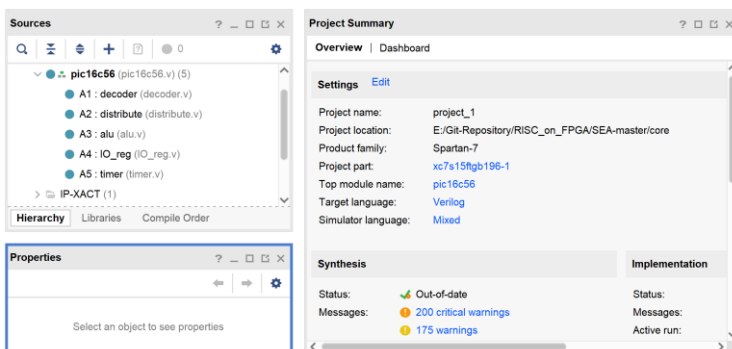 Sources
? _ □ X
0
pic16c56 (pic16c56.v) (5)
A1 : decoder (decoder.v)
A2 : distribute (distribute.v)
A3 : alu (alu.v)
A4 : IO_reg (IO_reg.v)
A5 : timer (timer.v)
IP-XACT (1)
Hierarchy Libraries Compile Order
Properties
Select an object to see properties
Project Summary
Overview | Dashboard
Settings Edit
Project name: project_1
Project location: E:/Git-Repository/RISC_on_FPGA/SEA-master/core
Product family: Spartan-7
Project part: xc7s15ftgb196-1
Top module name: pic16c56
Target language: Verilog
Simulator language: Mixed
Synthesis
Status: Out-of-date
Messages: 200 critical warnings
175 warnings
Implementation
Status:
Messages:
Active run: